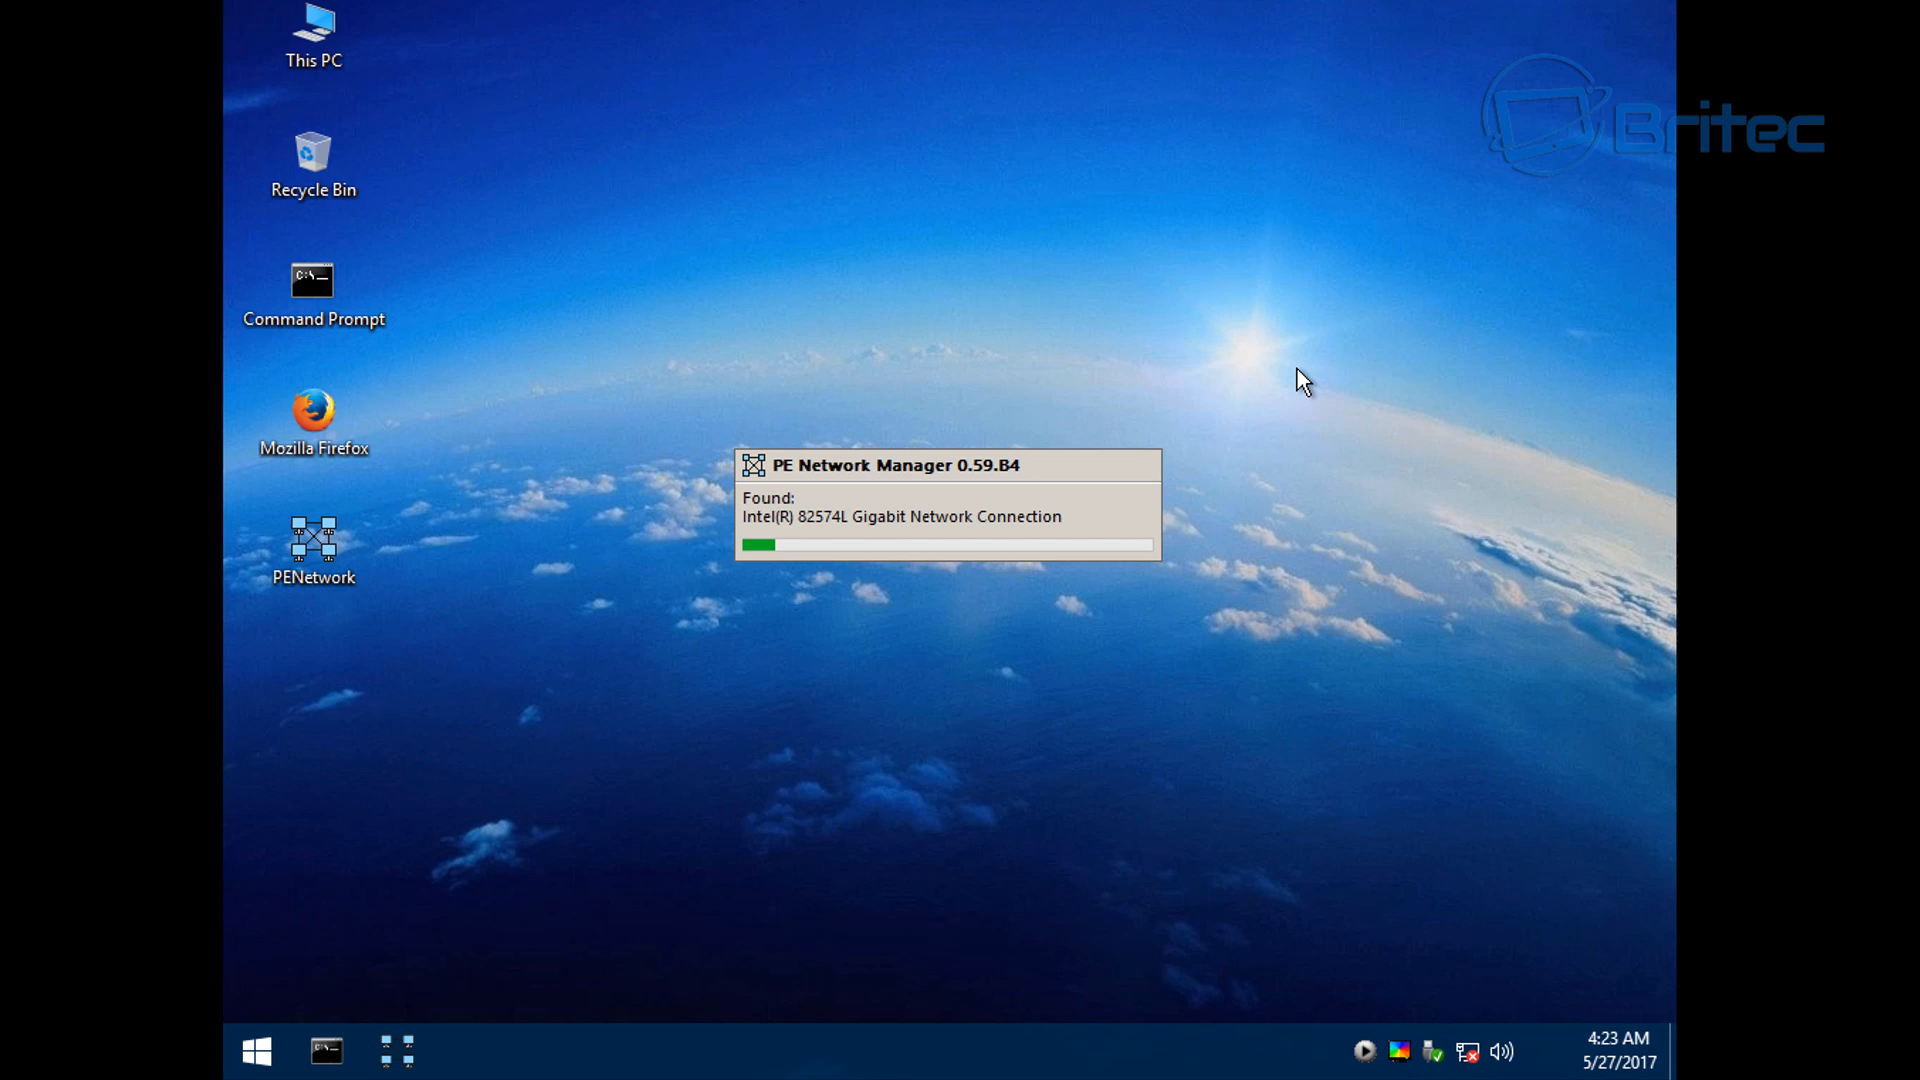 This PC
Britec
Recycle Bin
C:\
Command Prompt
Mozilla Firefox
PE Network Manager 0.59.B4
Found:
Intel(R) 82574L Gigabit Network Connection
PENetwork
C:\
4:23 AM
5/27/2017